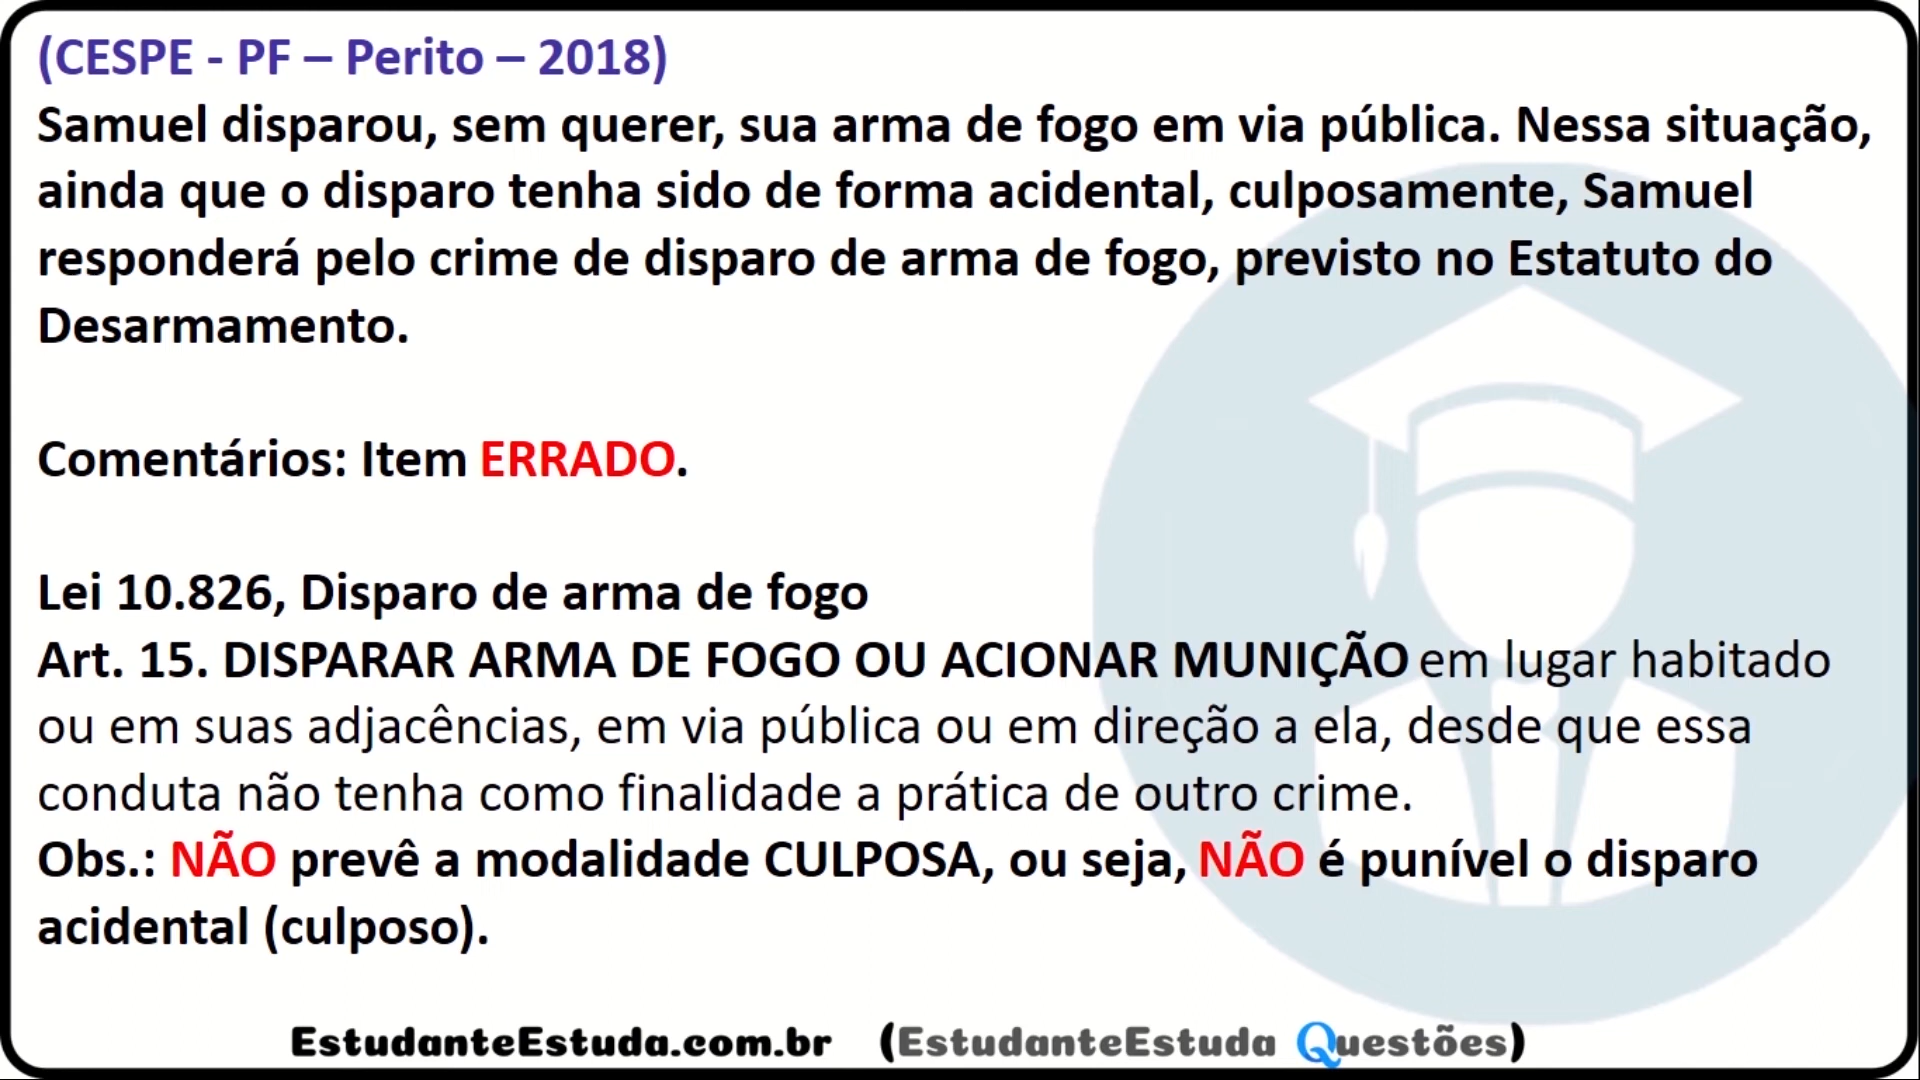 (CESPE - PF – Perito – 2018)
Samuel disparou, sem querer, sua arma de fogo em via pública. Nessa situação,
ainda que o disparo tenha sido de forma acidental, culposamente, Samuel
responderá pelo crime de disparo de arma de fogo, previsto no Estatuto do
Desarmamento.
Comentários: Item ERRADO.
Lei 10.826, Disparo de arma de fogo
Art. 15. DISPARAR ARMA DE FOGO OU ACIONAR MUNIÇÃO em lugar habitado
ou em suas adjacências, em via pública ou em direção a ela, desde que essa
conduta não tenha como finalidade a prática de outro crime.
Obs.: NÃO prevê a modalidade CULPOSA, ou seja, NÃO é punível o disparo
acidental (culposo).
EstudanteEstuda.com.br (EstudanteEstuda Questões)